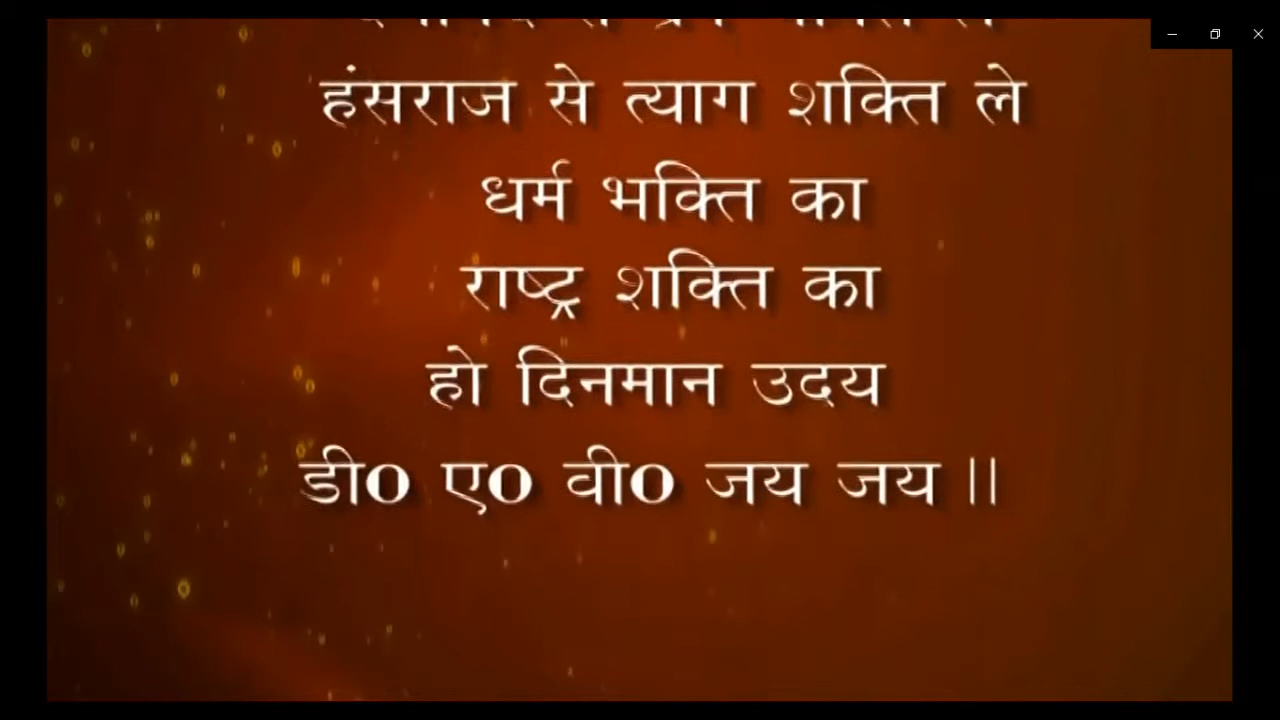 हंसराज से त्याग शक्ति ले
धर्म भक्ति का
राष्ट्र शक्ति का
हो दिनमान उदय
डी0 ए0 वी0 जय जय ||